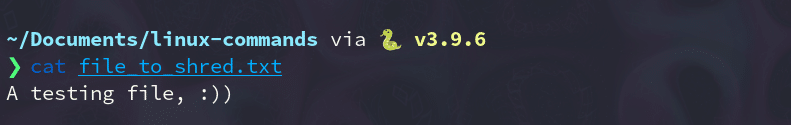 ~/Documents/linux-commands via 🐍 v3.9.6
❯ cat file_to_shred.txt
A testing file, :))